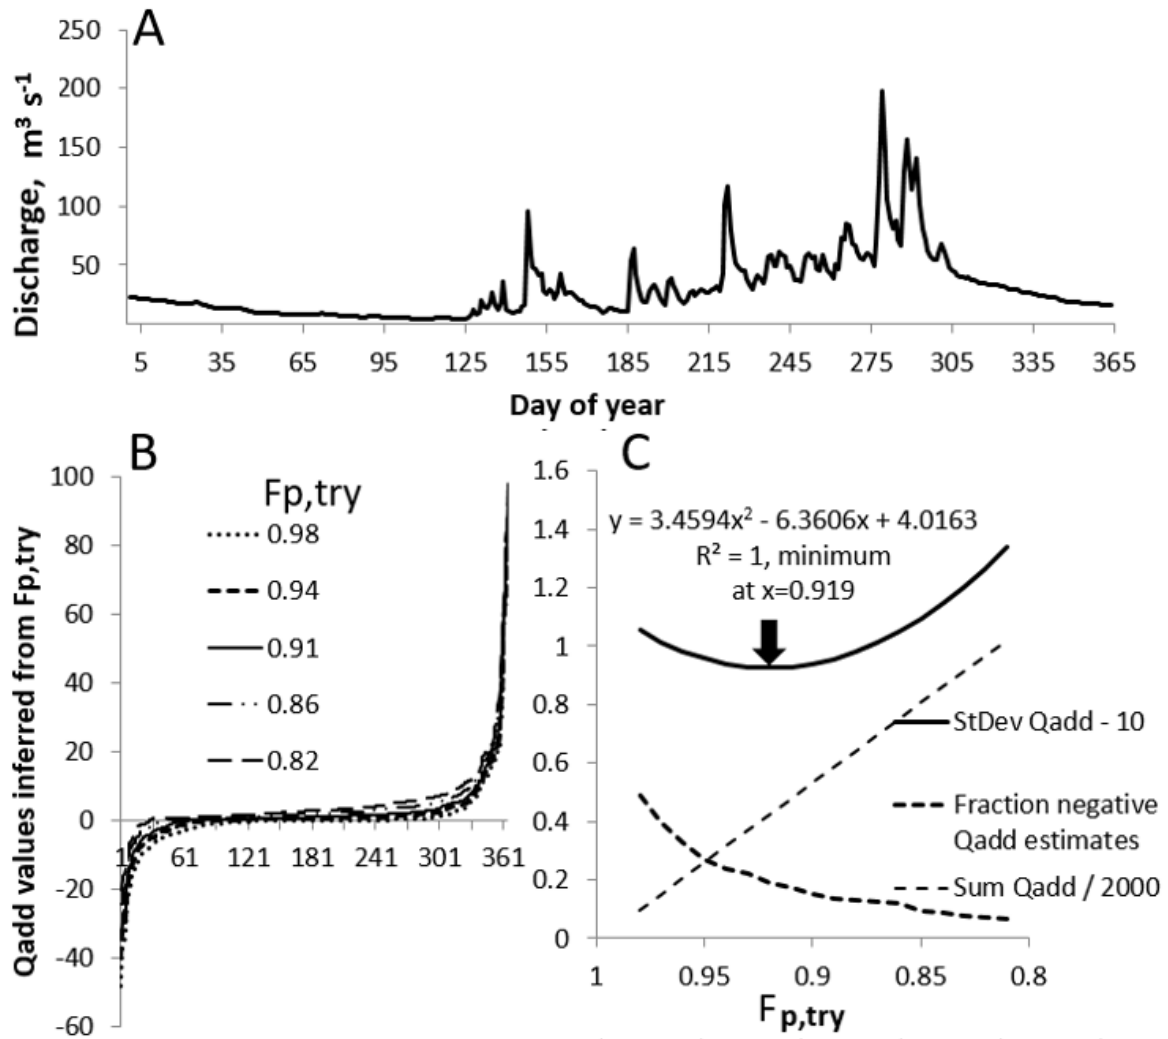 A
250
200
150
100
50
Discharge, m³ s⁻¹
5 35 65 95 125 155 185 215 245 275 305 335 365
Day of year
B
Fp,try
0.98
0.94
0.91
0.86
0.82
100
80
60
40
20
0
-20
-40
-60
Qadd values inferred from Fp,try
1 61 121 181 241 301 361
C
1.6
1.4
1.2
1
0.8
0.6
0.4
0.2
0
y = 3.4594x² - 6.3606x + 4.0163
R² = 1, minimum
at x=0.919
StDev Qadd - 10
Fraction negative
Qadd estimates
Sum Qadd / 2000
1 0.95 0.9 0.85 0.8
Fp,try